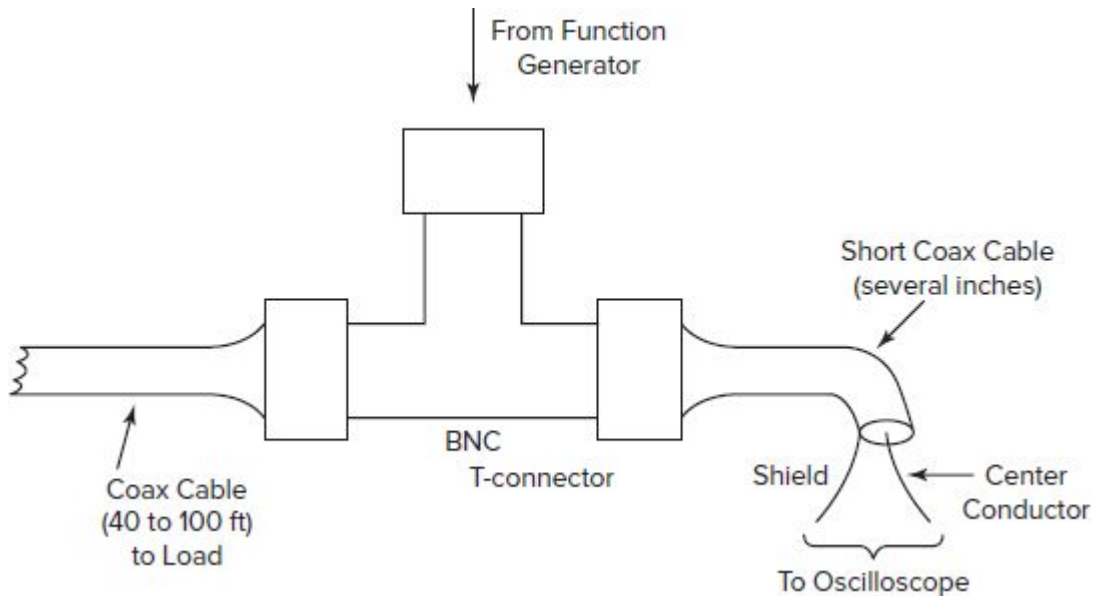 From Function
Generator
Short Coax Cable
(several inches)
BNC
T-connector
Coax Cable
(40 to 100 ft)
to Load
Shield
Center
Conductor
To Oscilloscope